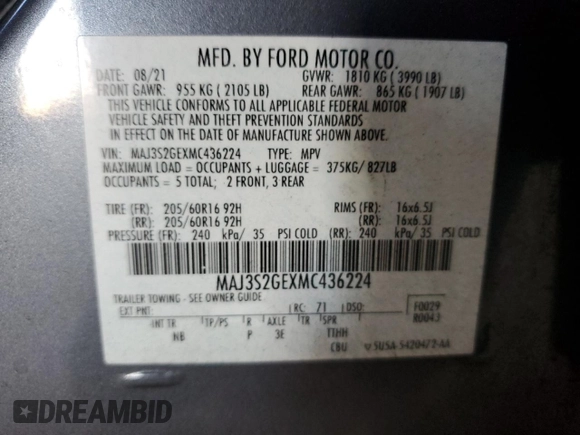 MFD. BY FORD MOTOR CO.
DATE: 08/21 GVWR: 1810 KG ( 3990 LB)
FRONT GAWR: 955 KG ( 2105 LB) REAR GAWR: 865 KG ( 1907 LB)
THIS VEHICLE CONFORMS TO ALL APPLICABLE FEDERAL MOTOR
VEHICLE SAFETY AND THEFT PREVENTION STANDARDS
IN EFFECT ON THE DATE OF MANUFACTURE SHOWN ABOVE.
VIN: MAJ3S2GEXMC436224 TYPE: MPV
MAXIMUM LOAD = OCCUPANTS + LUGGAGE = 375KG/ 827LB
OCCUPANTS = 5 TOTAL; 2 FRONT, 3 REAR
TIRE (FR): 205/60R16 92H RIMS (FR): 16x6.5J
(RR): 205/60R16 92H (RR): 16x6.5J
PRESSURE (FR): 240 kPa/ 35 PSI COLD (RR): 240 kPa/ 35 PSI COLD
MAJ3S2GEXMC436224
TRAILER TOWING - SEE OWNER GUIDE.
EXT PNT: RC: 71 DSO: F0029
R0043
INT TR TP/PS R AXLE TR SPR
NB P 3E TTHH
CBU 5U5A-5420472-AA
DREAMBID